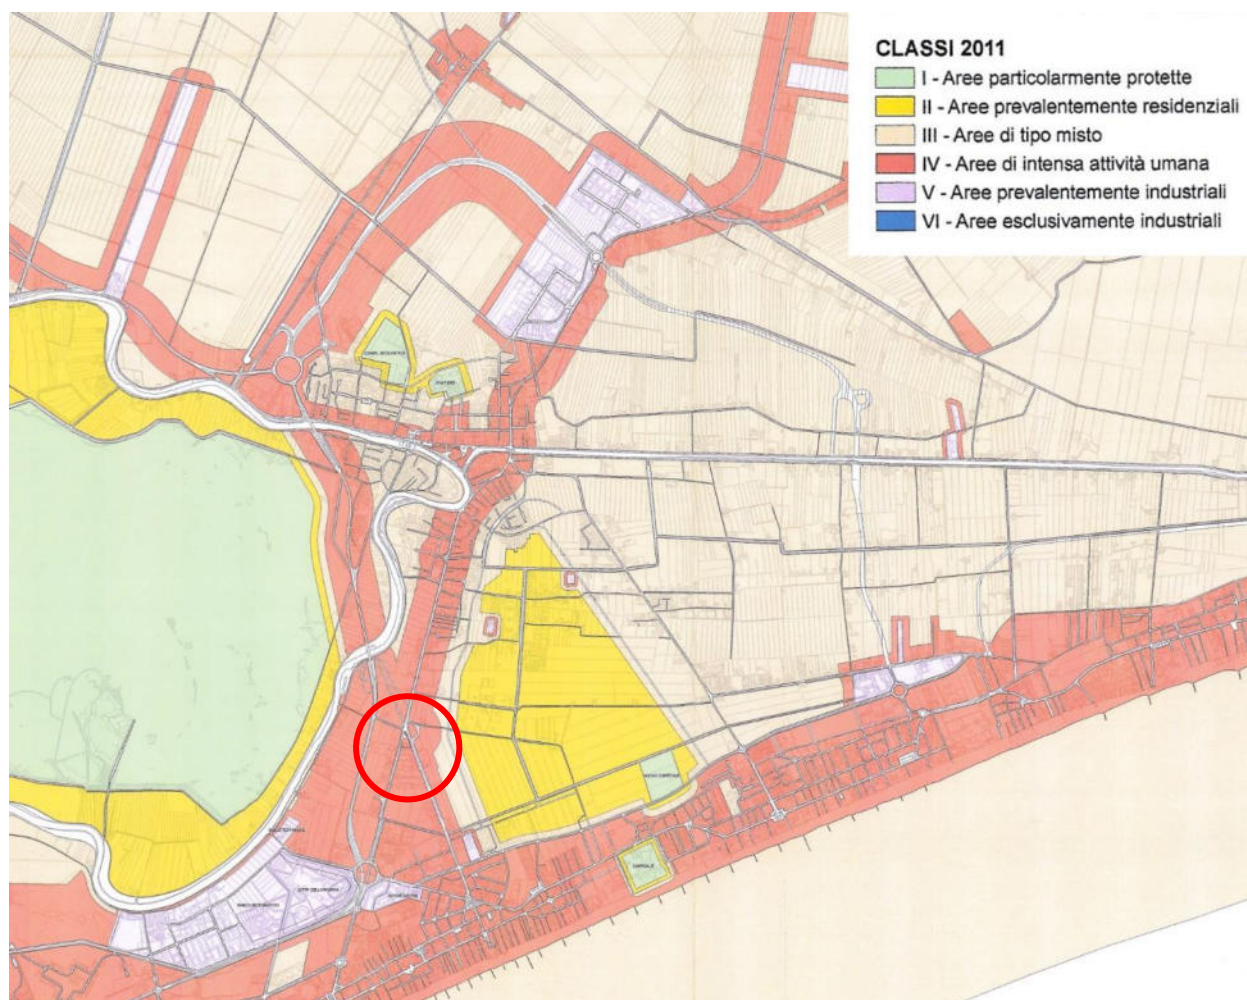 CLASSI 2011
I - Aree particolarmente protette
II - Aree prevalentemente residenziali
III - Aree di tipo misto
IV - Aree di intensa attività umana
V - Aree prevalentemente industriali
VI - Aree esclusivamente industriali